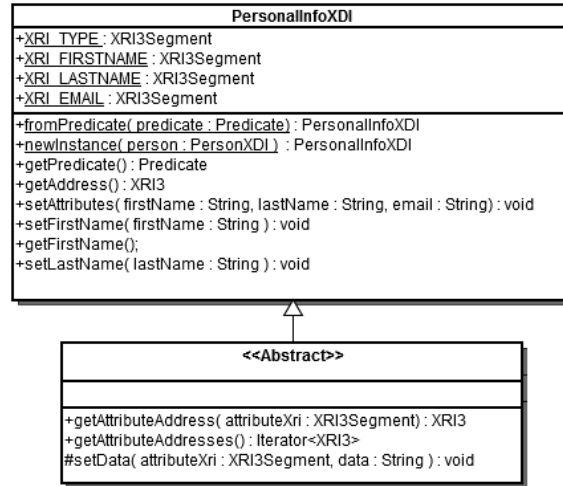 PersonalInfoXDI
+XRI_TYPE : XRI3Segment
+XRI_FIRSTNAME : XRI3Segment
+XRI_LASTNAME : XRI3Segment
+XRI_EMAIL : XRI3Segment
+fromPredicate( predicate : Predicate) : PersonalInfoXDI
+newInstance( person : PersonXDI ) : PersonalInfoXDI
+getPredicate() : Predicate
+getAddress() : XRI3
+setAttributes( firstName : String, lastName : String, email : String) : void
+setFirstName( firstName : String ) : void
+getFirstName();
+setLastName( lastName : String ) : void
<<Abstract>>
+getAttributeAddress( attributeXri : XRI3Segment) : XRI3
+getAttributeAddresses() : Iterator<XRI3>
#setData( attributeXri : XRI3Segment, data : String ) : void